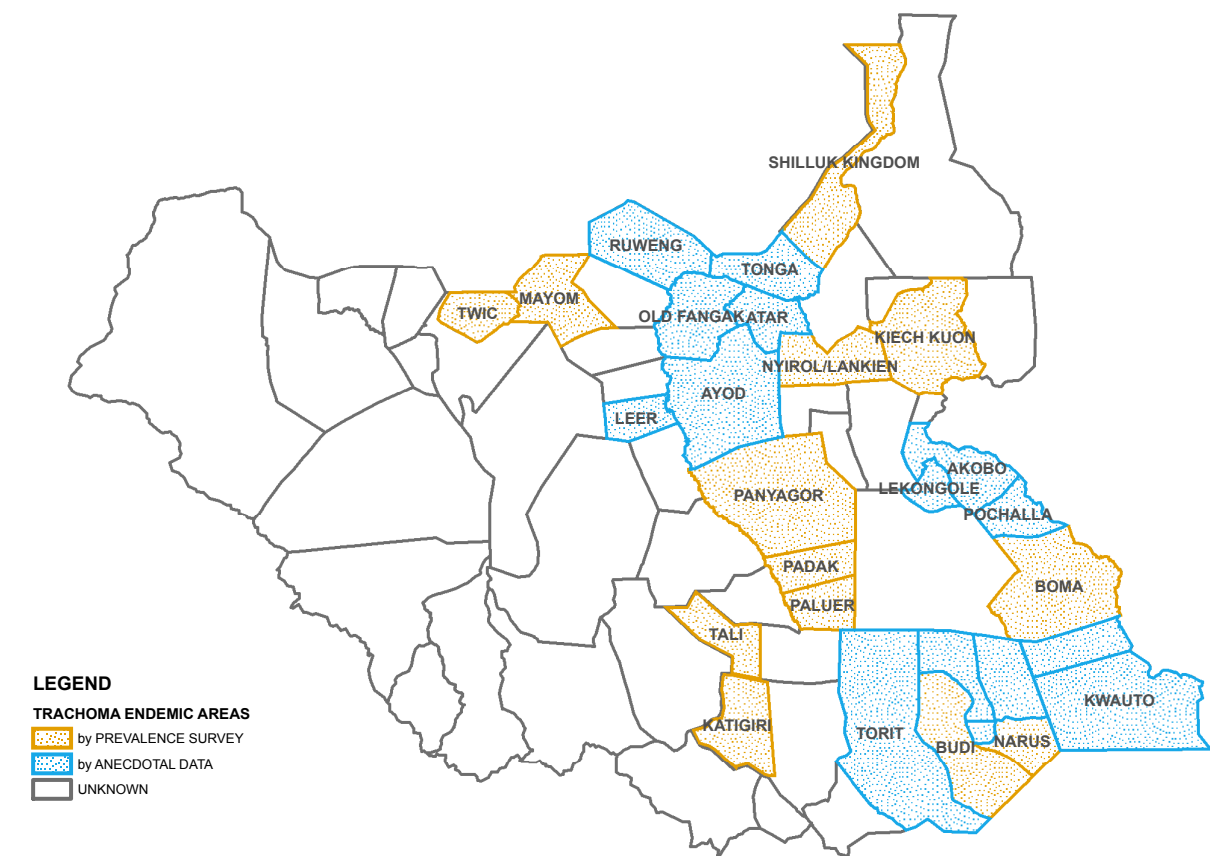 SHILLUK KINGDOM
RUWENG
TONGA
MAYOM
TWIC
OLD FANGAK
ATAR
KIECH KUON
NYIROL/LANKIEN
AYOD
LEER
AKOBO
LEKONGOLE
PANYAGOR
POCHALLA
PADAK
BOMA
PALUER
TALI
KWAUTO
KATIGIRI
TORIT
BUDI
NARUS
LEGEND
TRACHOMA ENDEMIC AREAS
by PREVALENCE SURVEY
by ANECDOTAL DATA
UNKNOWN